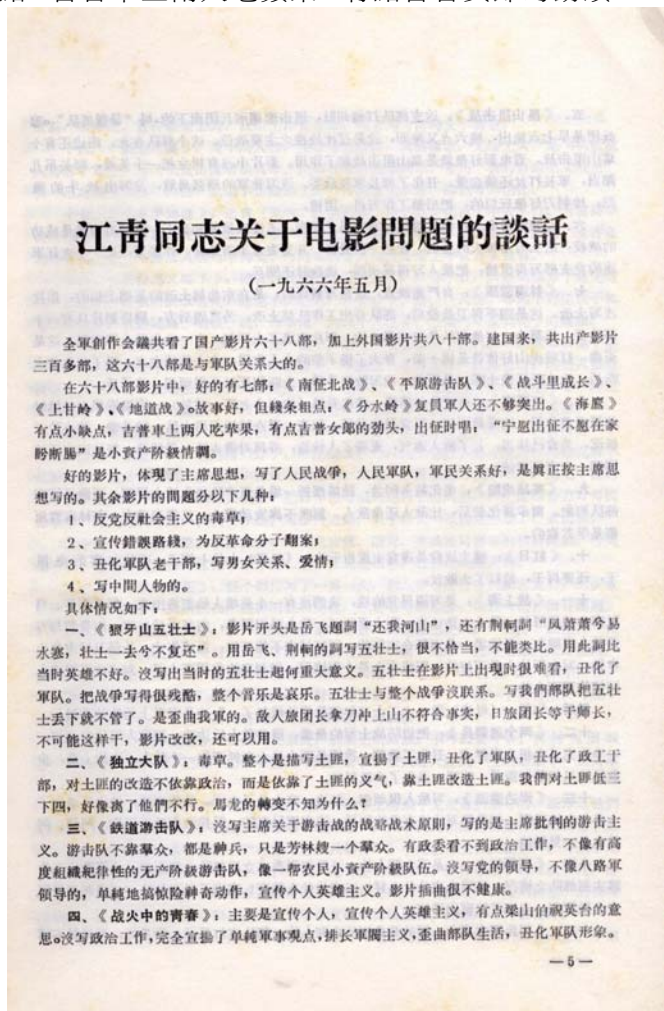 江青同志关于电影問題的談話
(一九六六年五月)
全軍創作会議共看了国产影片六十八部，加上外国影片共八十部。建国来，共出产影片
三百多部，这六十八部是与軍队关系大的。
在六十八部影片中，好的有七部：《南征北战》、《平原游击队》、《战斗里成长》、
《上甘岭》、《地道战》。故事好，但綫条粗点；《分水岭》复員軍人还不够突出。《海鹰》
有点小缺点，吉普車上两人吃苹果，有点吉普女郎的劲头，出征时唱：“宁愿出征不愿在家
盼断腸”是小資产阶級情調。
好的影片，体現了主席思想，写了人民战爭，人民軍队，軍民关系好，是眞正按主席思
想写的。其余影片的問題分以下几种：
1、反党反社会主义的毒草；
2、宣传錯誤路綫，为反革命分子翻案；
3、丑化軍队老干部，写男女关系、爱情；
4、写中間人物的。
具体情况如下：
一、《狼牙山五壮士》：影片开头是岳飞題詞“还我河山”，还有荆軻詞“风萧萧兮易
水寒，壮士一去兮不复还”。用岳飞、荆軻的詞写五壮士，很不恰当，不能类比。用此詞比
当时英雄不好。沒写出当时的五壮士起何重大意义。五壮士在影片上出現时很难看，丑化了
軍队。把战爭写得很残酷，整个音乐是哀乐。五壮士与整个战爭沒联系。写我們部队把五壮
士丢下就不管了。是歪曲我軍的。敌人旅团长拿刀冲上山不符合事实，日旅团长等于师长，
不可能这样干，影片改改，还可以用。
二、《独立大队》：毒草。整个是描写土匪，宣揚了土匪，丑化了軍队，丑化了政工干
部，对土匪的改造不依靠政治，而是依靠了土匪的义气，靠土匪改造土匪。我們对土匪低三
下四，好像离了他們不行。馬龙的轉变不知为什么？
三、《鉄道游击队》：沒写主席关于游击战的战略战术原則，写的是主席批判的游击主
义。游击队不靠羣众，都是神兵，只是芳林嫂一个羣众。有政委看不到政治工作，不像有高
度組織紀律性的无产阶級游击队，像一帮农民小資产阶級队伍。沒写党的領导，不像八路軍
領导的，单純地搞惊险神奇动作，宣传个人英雄主义。影片插曲很不健康。
四、《战火中的青春》：主要是宣传个人，宣传个人英雄主义，有点梁山伯祝英台的意
思。沒写政治工作，完全宣揚了单純軍事观点，排长軍閥主义，歪曲部队生活，丑化軍队形象。
—5—